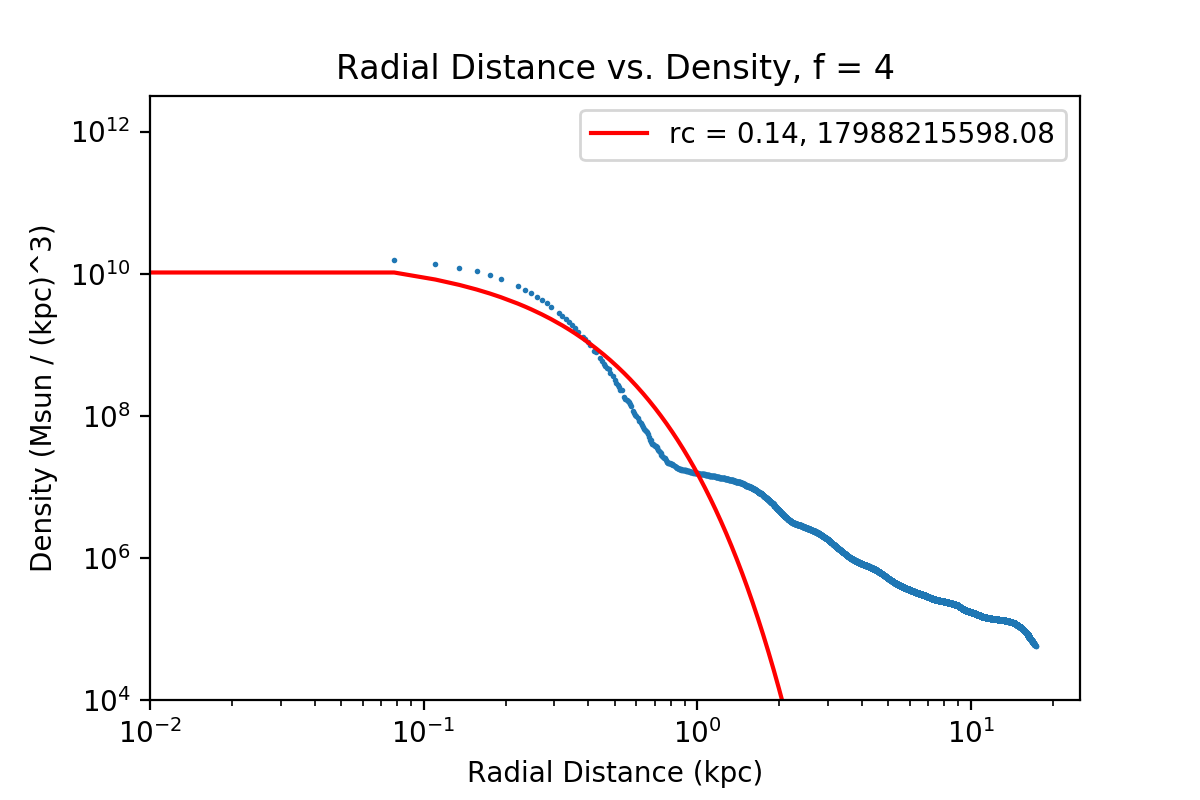 Radial Distance vs. Density, f = 4
rc = 0.14, 17988215598.08
Density (Msun / (kpc)^3)
10^12
10^10
10^8
10^6
10^4
10^-2
10^-1
10^0
10^1
Radial Distance (kpc)